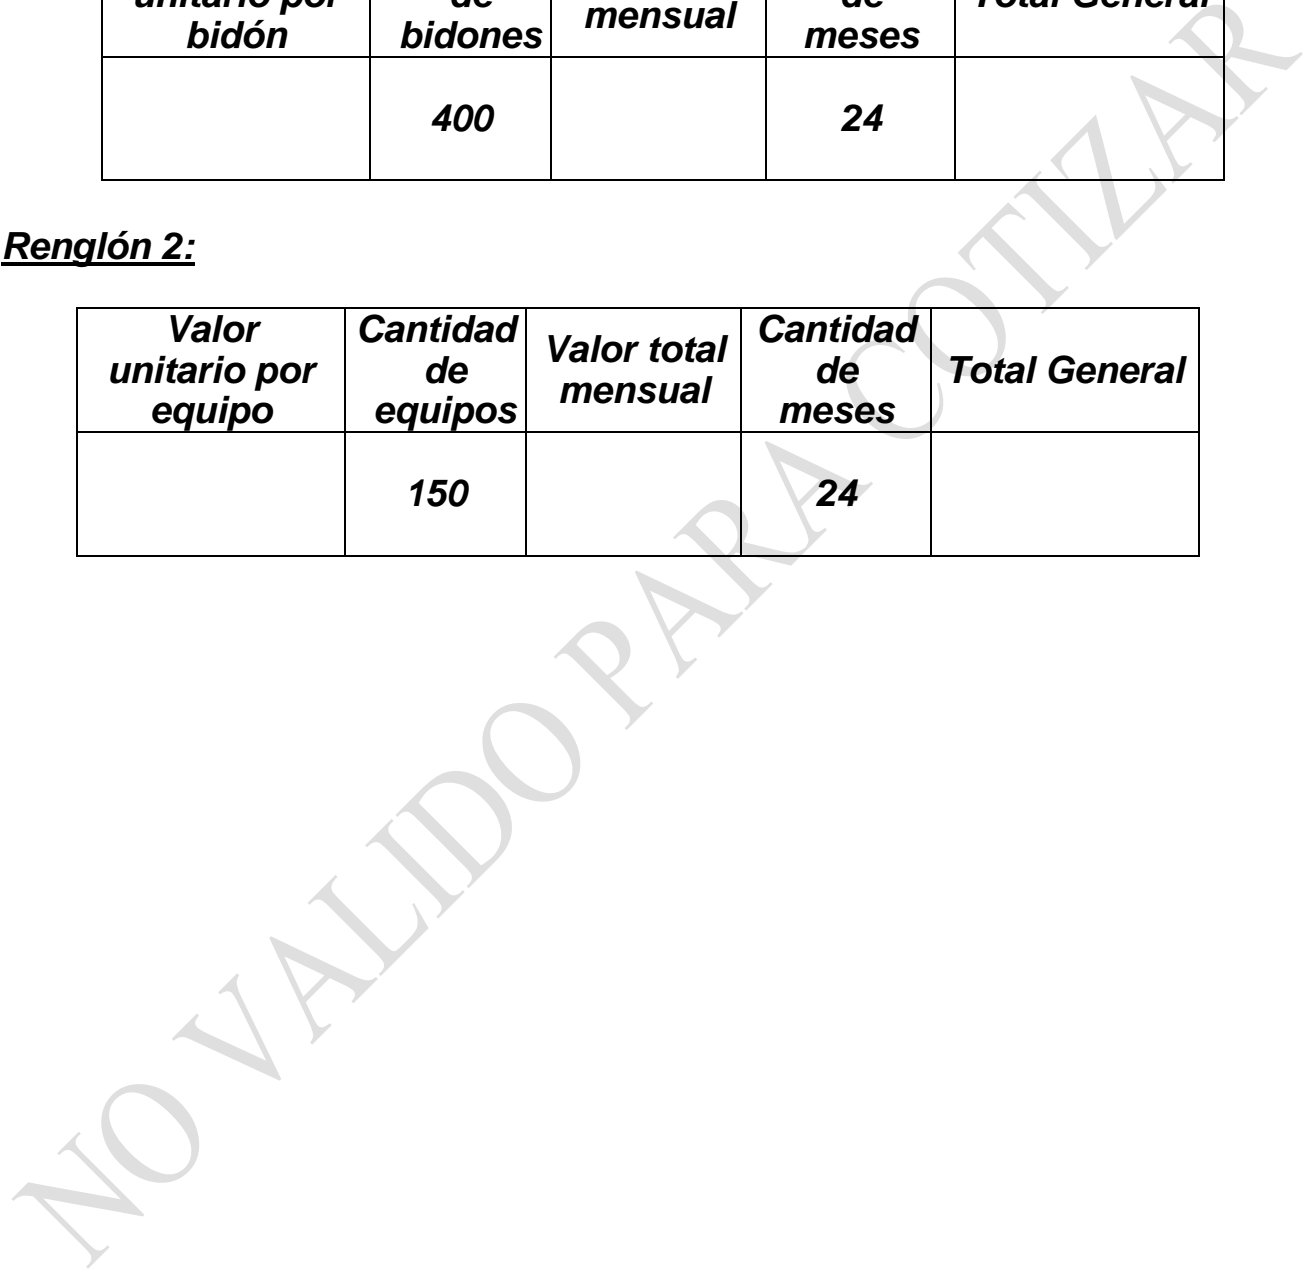 unitario por
bidón
de
bidones
mensual
de
meses
Total General
400
24
Renglón 2:
Valor
unitario por
equipo
Cantidad
de
equipos
Valor total
mensual
Cantidad
de
meses
Total General
150
24
NO VALIDO PARA COTIZAR